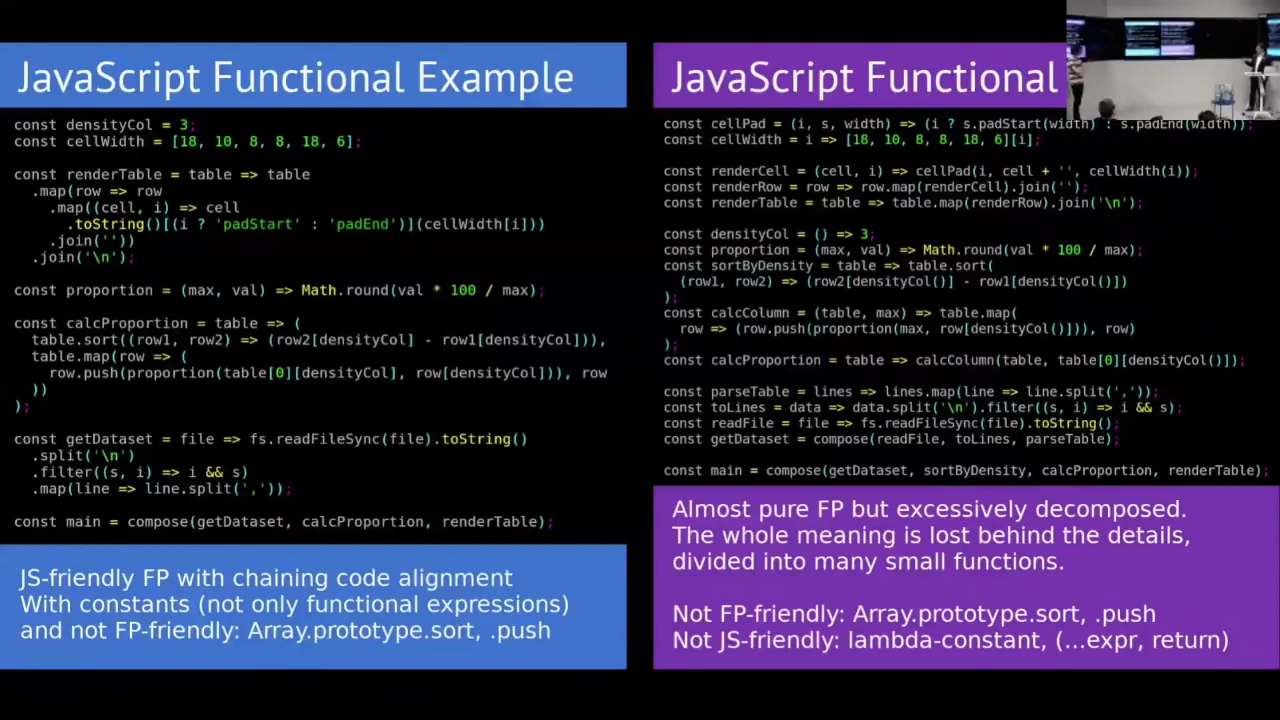 JavaScript Functional Example
const densityCol = 3;
const cellWidth = [18, 10, 8, 8, 18, 6];
const renderTable = table => table
  .map(row => row
    .map((cell, i) => cell
      .toString()[(i ? 'padStart' : 'padEnd')](cellWidth[i]))
    .join(''))
  .join('\n');
const proportion = (max, val) => Math.round(val * 100 / max);
const calcProportion = table => (
  table.sort((row1, row2) => (row2[densityCol] - row1[densityCol])),
  table.map(row => (
    row.push(proportion(table[0][densityCol], row[densityCol])), row
  ))
);
const getDataset = file => fs.readFileSync(file).toString()
  .split('\n')
  .filter((s, i) => i && s)
  .map(line => line.split(','));
const main = compose(getDataset, calcProportion, renderTable);
JS-friendly FP with chaining code alignment
With constants (not only functional expressions)
and not FP-friendly: Array.prototype.sort, .push
JavaScript Functional
const cellPad = (i, s, width) => (i ? s.padStart(width) : s.padEnd(width));
const cellWidth = i => [18, 10, 8, 8, 18, 6][i];
const renderCell = (cell, i) => cellPad(i, cell + '', cellWidth(i));
const renderRow = row => row.map(renderCell).join('');
const renderTable = table => table.map(renderRow).join('\n');
const densityCol = () => 3;
const proportion = (max, val) => Math.round(val * 100 / max);
const sortByDensity = table => table.sort(
  (row1, row2) => (row2[densityCol()] - row1[densityCol()])
);
const calcColumn = (table, max) => table.map(
  row => (row.push(proportion(max, row[densityCol()])), row)
);
const calcProportion = table => calcColumn(table, table[0][densityCol()]);
const parseTable = lines => lines.map(line => line.split(','));
const toLines = data => data.split('\n').filter((s, i) => i && s);
const readFile = file => fs.readFileSync(file).toString();
const getDataset = compose(readFile, toLines, parseTable);
const main = compose(getDataset, sortByDensity, calcProportion, renderTable);
Almost pure FP but excessively decomposed.
The whole meaning is lost behind the details,
divided into many small functions.
Not FP-friendly: Array.prototype.sort, .push
Not JS-friendly: lambda-constant, (...expr, return)